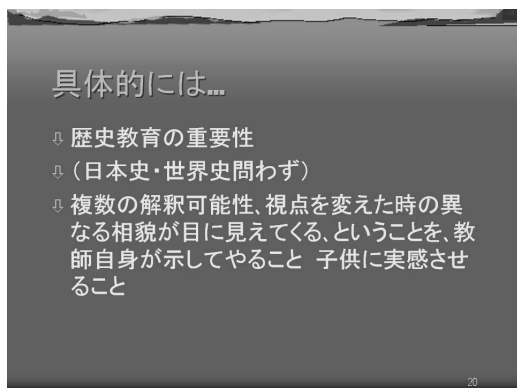 具体的には…
歴史教育の重要性
(日本史・世界史問わず)
複数の解釈可能性、視点を変えた時の異
なる相貌が目に見えてくる、ということを、教
師自身が示してやること 子供に実感させ
ること
20